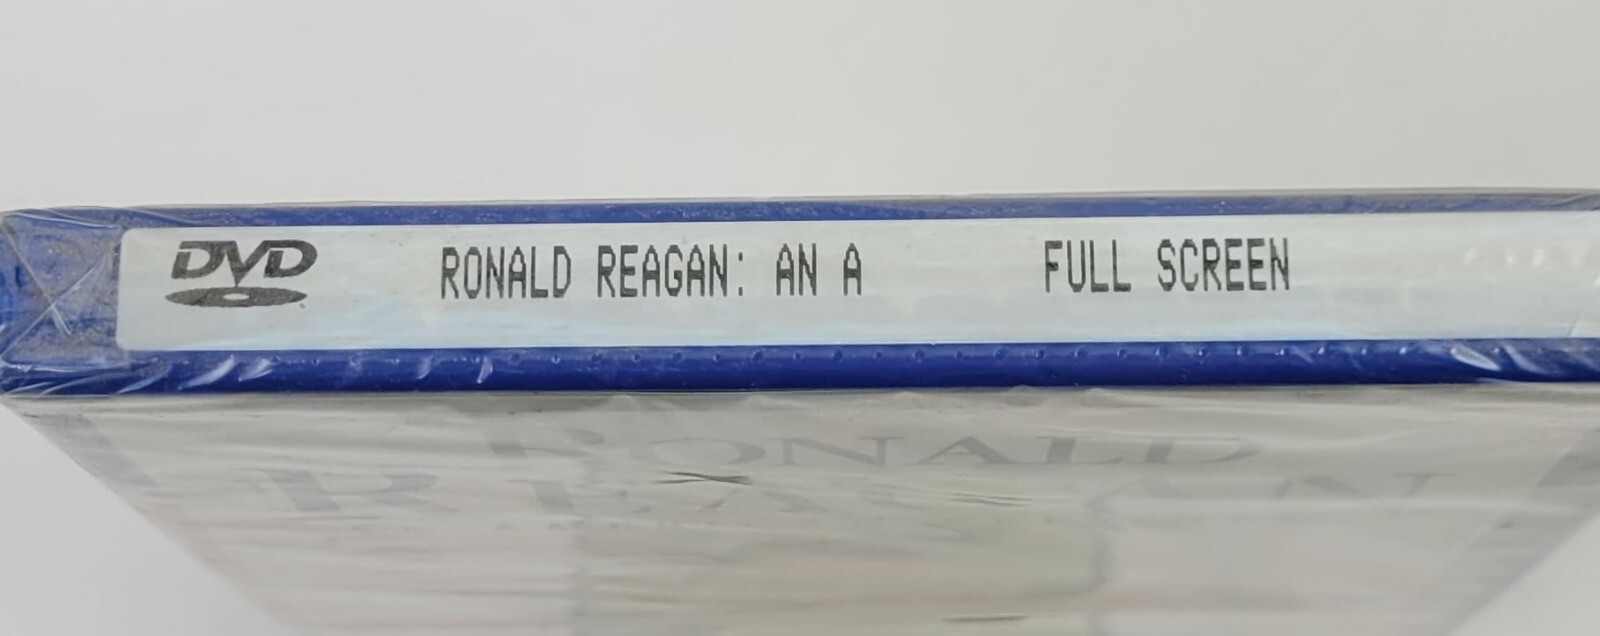 DVD RONALD REAGAN: AN A FULL SCREEN
RONALD